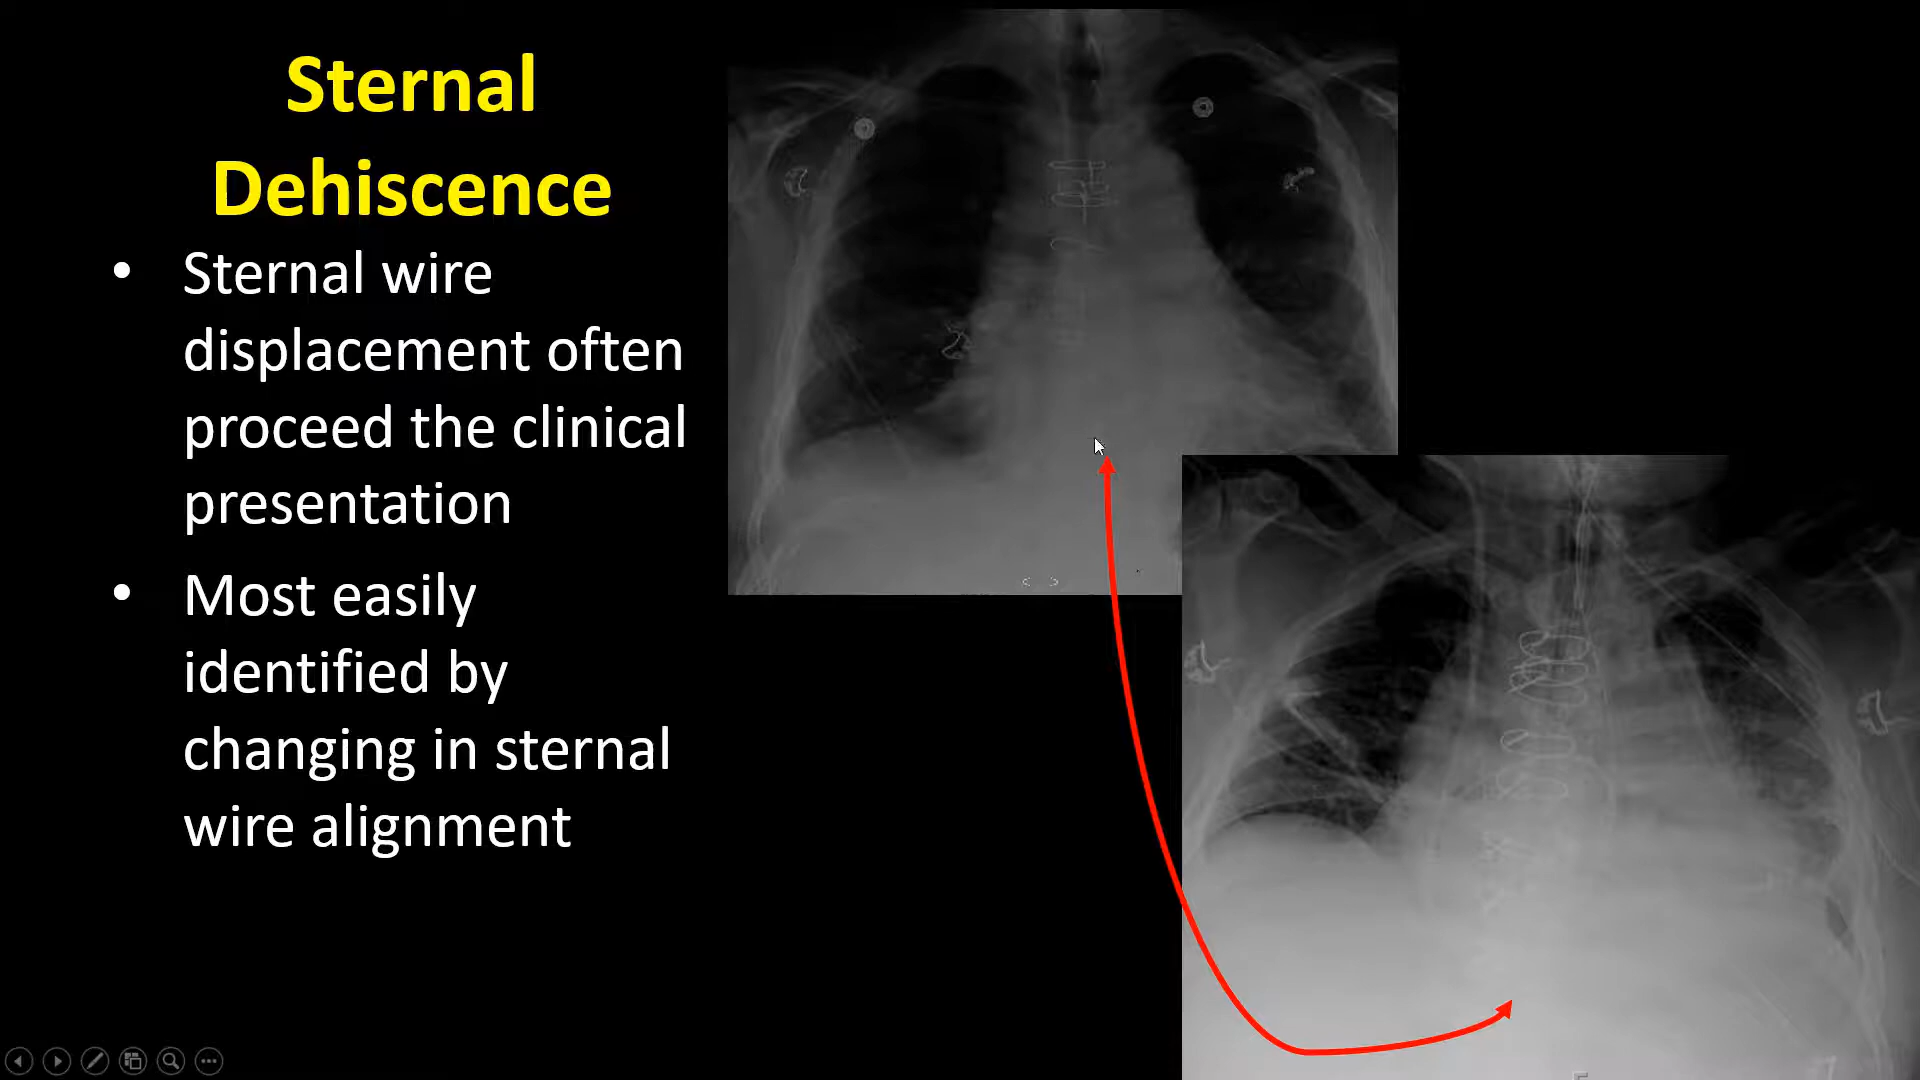 Sternal
Dehiscence
• Sternal wire
displacement often
proceed the clinical
presentation
• Most easily
identified by
changing in sternal
wire alignment